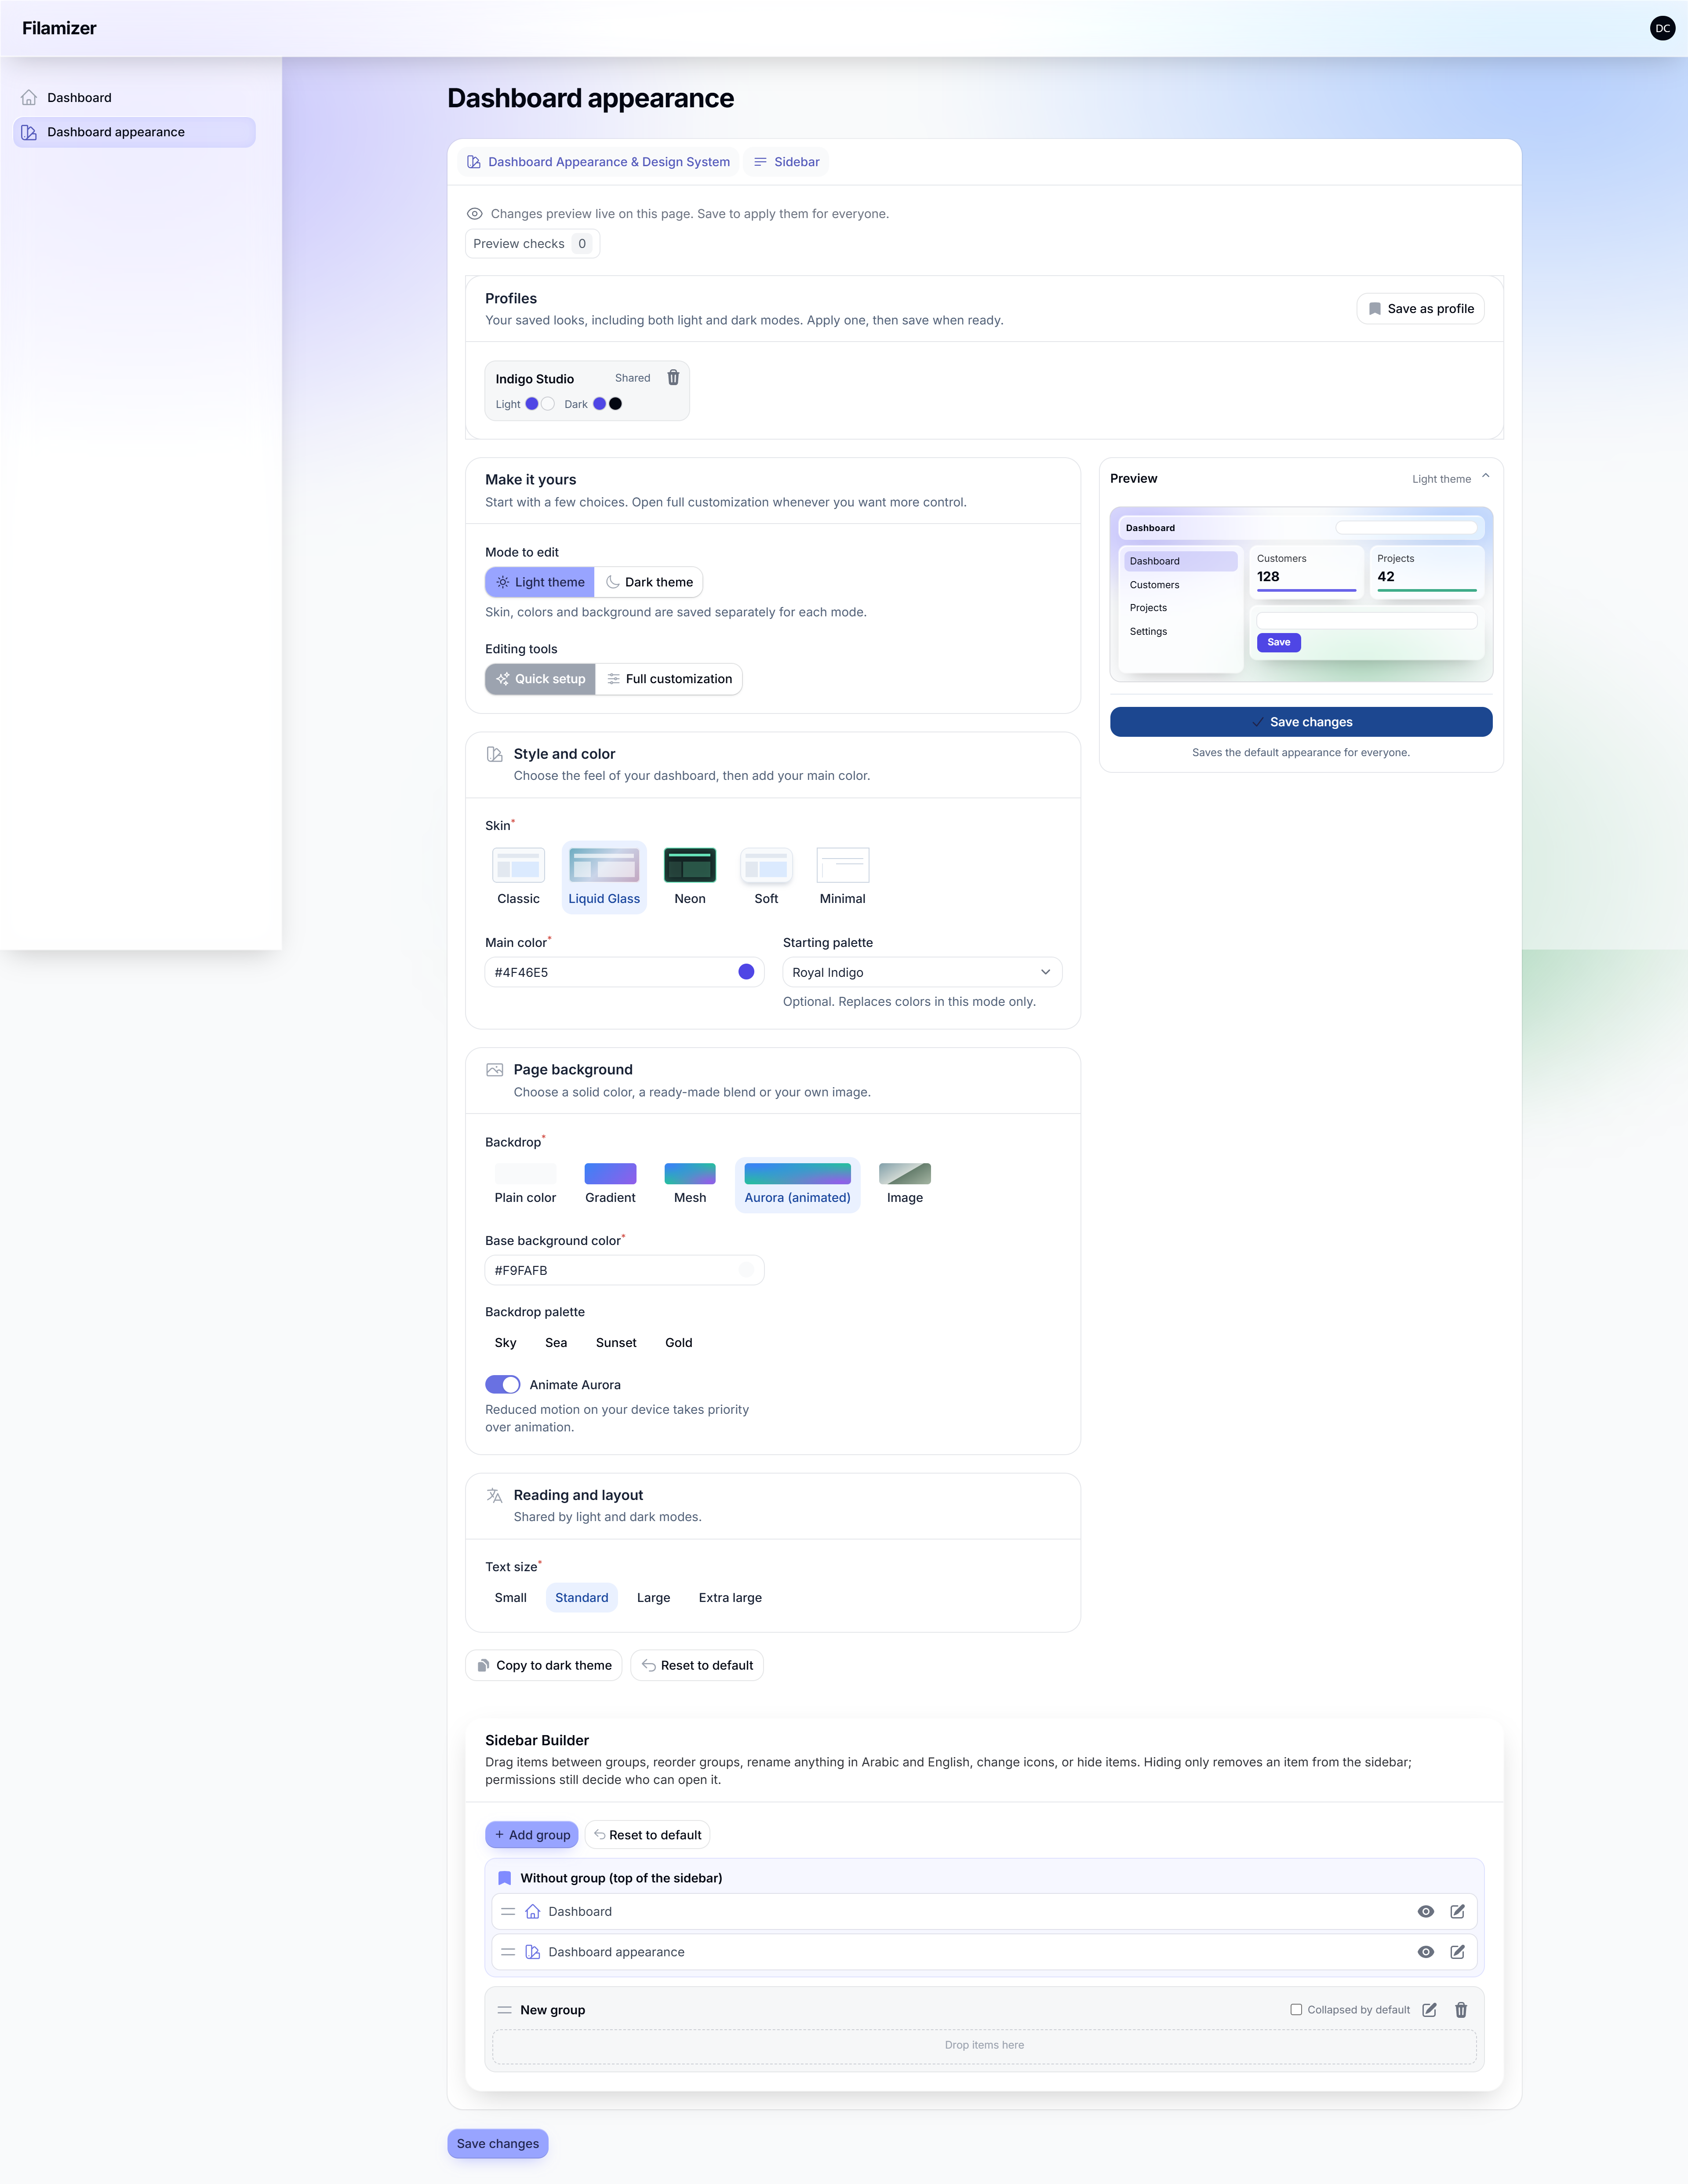 Filamizer
DC
Dashboard
Dashboard appearance
Dashboard appearance
Dashboard Appearance & Design System
Sidebar
Changes preview live on this page. Save to apply them for everyone.
Preview checks 0
Profiles
Your saved looks, including both light and dark modes. Apply one, then save when ready.
Save as profile
Indigo Studio
Shared
Light
Dark
Make it yours
Start with a few choices. Open full customization whenever you want more control.
Mode to edit
Light theme
Dark theme
Skin, colors and background are saved separately for each mode.
Editing tools
Quick setup
Full customization
Preview
Light theme
Dashboard
Dashboard
Customers
Projects
Settings
Customers
128
Projects
42
Save
Save changes
Saves the default appearance for everyone.
Style and color
Choose the feel of your dashboard, then add your main color.
Skin*
Classic
Liquid Glass
Neon
Soft
Minimal
Main color*
#4F46E5
Starting palette
Royal Indigo
Optional. Replaces colors in this mode only.
Page background
Choose a solid color, a ready-made blend or your own image.
Backdrop*
Plain color
Gradient
Mesh
Aurora (animated)
Image
Base background color*
#F9FAFB
Backdrop palette
Sky
Sea
Sunset
Gold
Animate Aurora
Reduced motion on your device takes priority
over animation.
Reading and layout
Shared by light and dark modes.
Text size*
Small
Standard
Large
Extra large
Copy to dark theme
Reset to default
Sidebar Builder
Drag items between groups, reorder groups, rename anything in Arabic and English, change icons, or hide items. Hiding only removes an item from the sidebar;
permissions still decide who can open it.
+ Add group
Reset to default
Without group (top of the sidebar)
Dashboard
Dashboard appearance
New group
Collapsed by default
Drop items here
Save changes